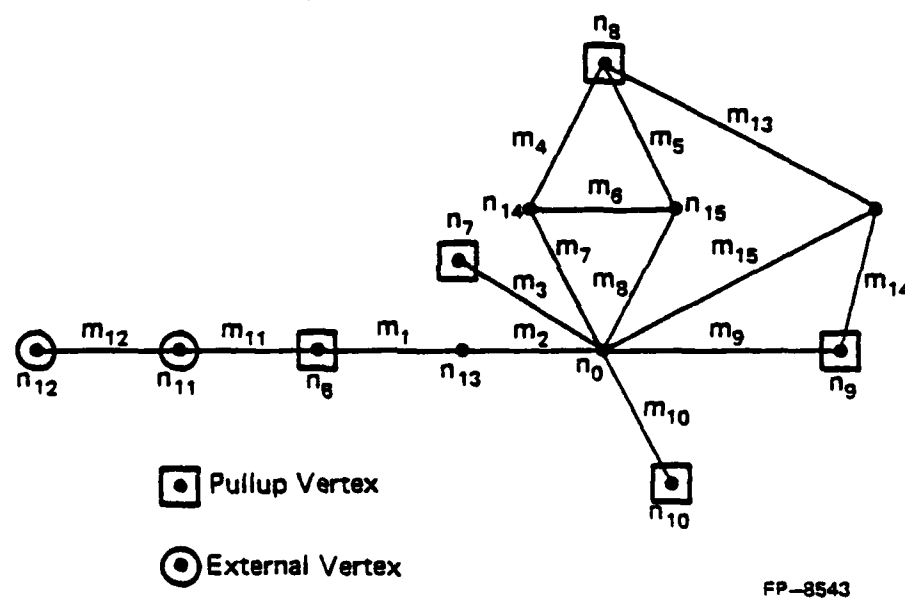 n8
m13
m4
m5
m6
n14
n15
n7
m7
m15
m8
m3
m14
m12
m11
m1
m2
m9
n12
n11
n6
n13
n0
n9
m10
n10
Pullup Vertex
External Vertex
FP-8543